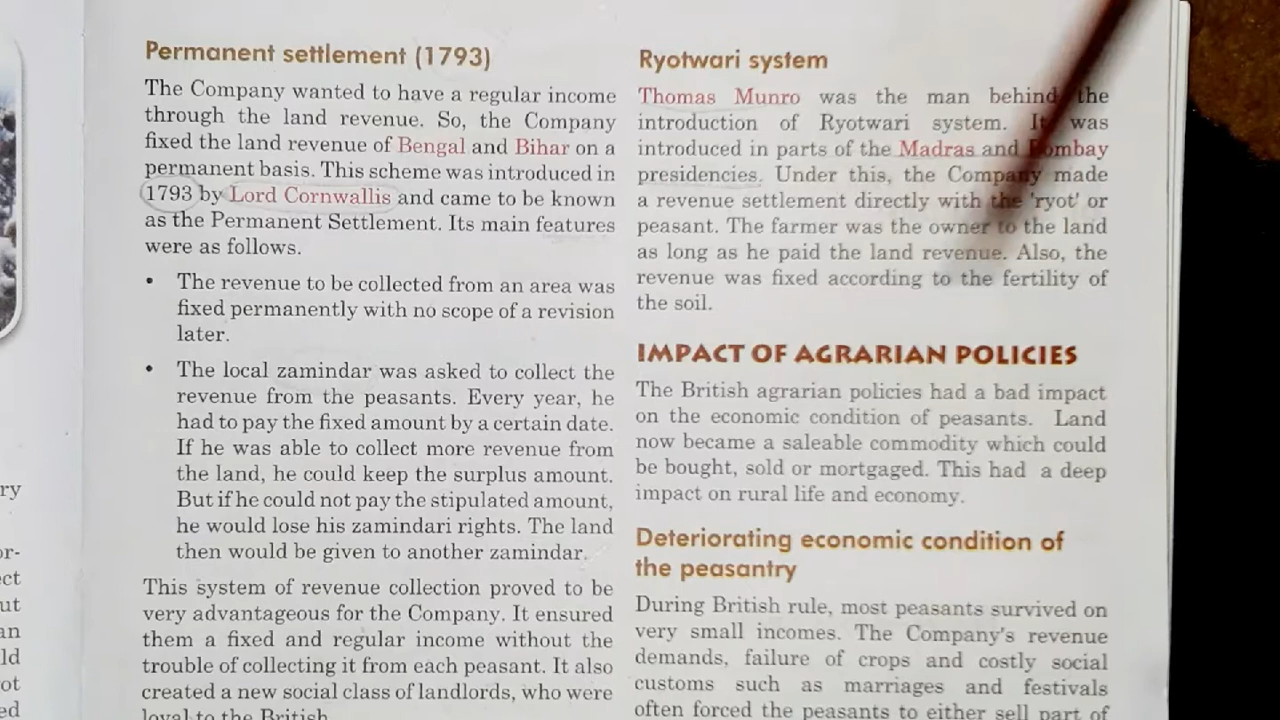 Permanent settlement (1793)
The Company wanted to have a regular income
through the land revenue. So, the Company
fixed the land revenue of Bengal and Bihar on a
permanent basis. This scheme was introduced in
1793 by Lord Cornwallis and came to be known
as the Permanent Settlement. Its main features
were as follows.
• The revenue to be collected from an area was
fixed permanently with no scope of a revision
later.
• The local zamindar was asked to collect the
revenue from the peasants. Every year, he
had to pay the fixed amount by a certain date.
If he was able to collect more revenue from
the land, he could keep the surplus amount.
But if he could not pay the stipulated amount,
he would lose his zamindari rights. The land
then would be given to another zamindar.
This system of revenue collection proved to be
very advantageous for the Company. It ensured
them a fixed and regular income without the
trouble of collecting it from each peasant. It also
created a new social class of landlords, who were
loyal to the British.
Ryotwari system
Thomas Munro was the man behind the
introduction of Ryotwari system. It was
introduced in parts of the Madras and Bombay
presidencies. Under this, the Company made
a revenue settlement directly with the 'ryot' or
peasant. The farmer was the owner to the land
as long as he paid the land revenue. Also, the
revenue was fixed according to the fertility of
the soil.
IMPACT OF AGRARIAN POLICIES
The British agrarian policies had a bad impact
on the economic condition of peasants. Land
now became a saleable commodity which could
be bought, sold or mortgaged. This had a deep
impact on rural life and economy.
Deteriorating economic condition of
the peasantry
During British rule, most peasants survived on
very small incomes. The Company's revenue
demands, failure of crops and costly social
customs such as marriages and festivals
often forced the peasants to either sell part of